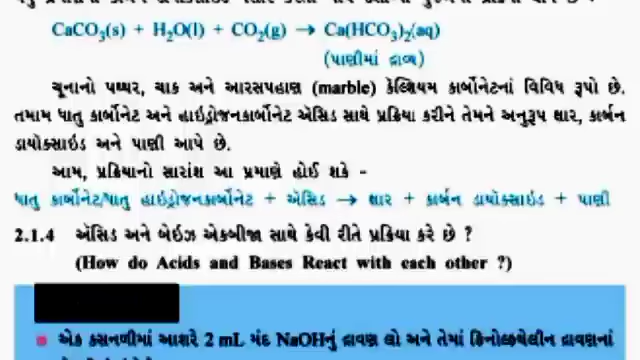 CaCO₃(s) + H₂O(l) + CO₂(g) → Ca(HCO₃)₂(aq)
(પાણીમાં દ્રાવ્ય)
ચૂનાનો પથ્થર, ચાક અને આરસપહાણ (marble) કૅલ્શિયમ કાર્બોનેટનાં વિવિધ રૂપો છે.
તમામ ધાતુ કાર્બોનેટ અને હાઇડ્રોજનકાર્બોનેટ ઍસિડ સાથે પ્રક્રિયા કરીને તેમને અનુરૂપ ક્ષાર, કાર્બન
ડાયૉક્સાઇડ અને પાણી આપે છે.
આમ, પ્રક્રિયાનો સારાંશ આ પ્રમાણે હોઈ શકે -
ધાતુ કાર્બોનેટ/ધાતુ હાઇડ્રોજનકાર્બોનેટ + ઍસિડ → ક્ષાર + કાર્બન ડાયૉક્સાઇડ + પાણી
2.1.4 ઍસિડ અને બેઇઝ એકબીજા સાથે કેવી રીતે પ્રક્રિયા કરે છે ?
(How do Acids and Bases React with each other ?)
એક કસનળીમાં આશરે 2 mL મંદ NaOHનું દ્રાવણ લો અને તેમાં ફિનોલ્ફથેલીન દ્રાવણનાં